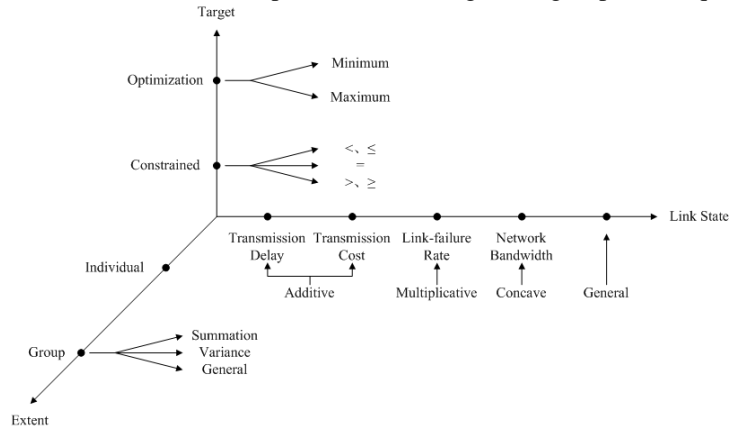 Target
Optimization
Minimum
Maximum
Constrained
<、≤
=
>、≥
Link State
Transmission
Delay
Transmission
Cost
Link-failure
Rate
Network
Bandwidth
Additive
Multiplicative
Concave
General
Individual
Group
Summation
Variance
General
Extent